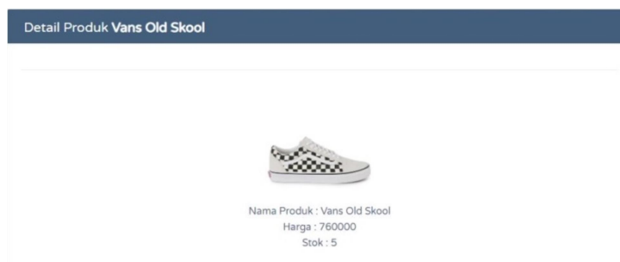 Detail Produk Vans Old Skool
Nama Produk : Vans Old Skool
Harga : 760000
Stok : 5